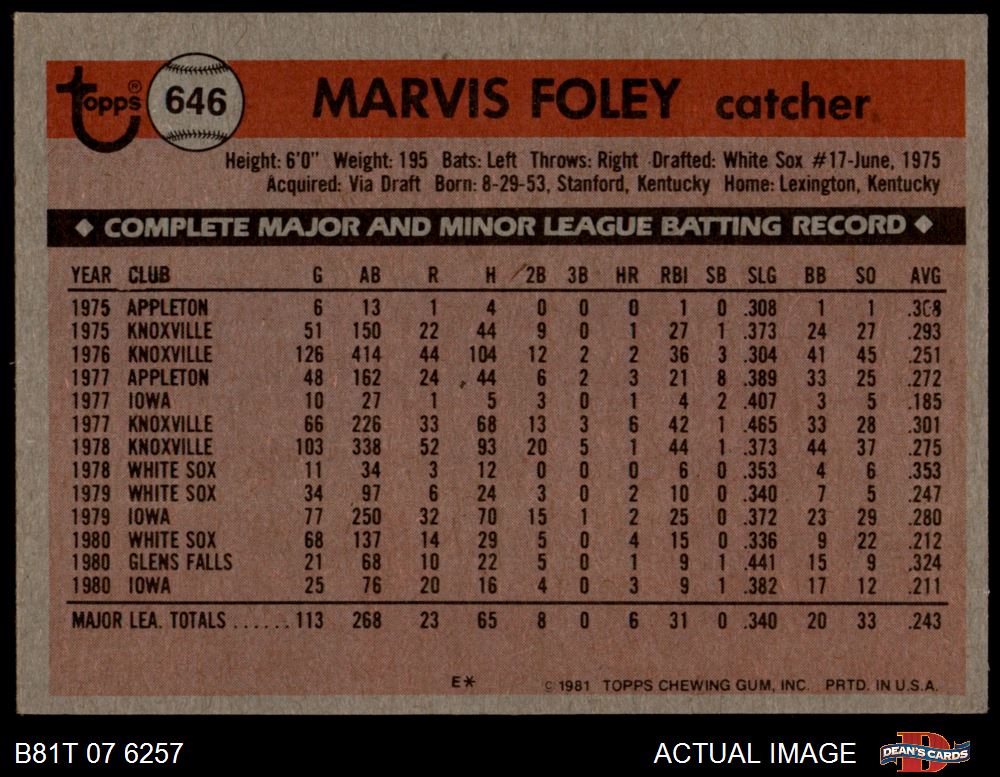 topps® 646 MARVIS FOLEY catcher
Height: 6'0" Weight: 195 Bats: Left Throws: Right Drafted: White Sox #17-June, 1975
Acquired: Via Draft Born: 8-29-53, Stanford, Kentucky Home: Lexington, Kentucky
◆ COMPLETE MAJOR AND MINOR LEAGUE BATTING RECORD ◆
YEAR CLUB G AB R H 2B 3B HR RBI SB SLG BB SO AVG
1975 APPLETON 6 13 1 4 0 0 0 1 0 .308 1 1 .308
1975 KNOXVILLE 51 150 22 44 9 0 1 27 1 .373 24 27 .293
1976 KNOXVILLE 126 414 44 104 12 2 2 36 3 .304 41 45 .251
1977 APPLETON 48 162 24 44 6 2 3 21 8 .389 33 25 .272
1977 IOWA 10 27 1 5 3 0 1 4 2 .407 3 5 .185
1977 KNOXVILLE 66 226 33 68 13 3 6 42 1 .465 33 28 .301
1978 KNOXVILLE 103 338 52 93 20 5 1 44 1 .373 44 37 .275
1978 WHITE SOX 11 34 3 12 0 0 0 6 0 .353 4 6 .353
1979 WHITE SOX 34 97 6 24 3 0 2 10 0 .340 7 5 .247
1979 IOWA 77 250 32 70 15 1 2 25 0 .372 23 29 .280
1980 WHITE SOX 68 137 14 29 5 0 4 15 0 .336 9 22 .212
1980 GLENS FALLS 21 68 10 22 5 0 1 9 1 .441 15 9 .324
1980 IOWA 25 76 20 16 4 0 3 9 1 .382 17 12 .211
MAJOR LEA. TOTALS ...... 113 268 23 65 8 0 6 31 0 .340 20 33 .243
E* © 1981 TOPPS CHEWING GUM, INC. PRTD. IN U.S.A.
B81T 07 6257 ACTUAL IMAGE DEAN'S CARDS